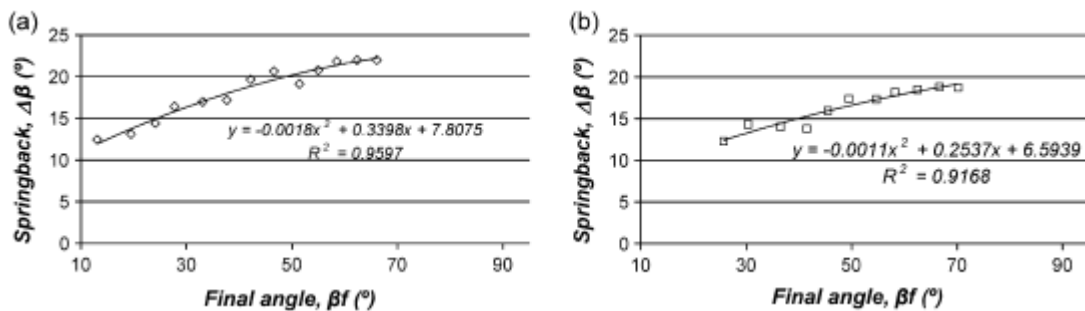 (a)
Springback, Δβ (º)
25
20
15
10
5
0
y = -0.0018x² + 0.3398x + 7.8075
R² = 0.9597
10 30 50 70 90
Final angle, βf (º)
(b)
Springback, Δβ (º)
25
20
15
10
5
0
y = -0.0011x² + 0.2537x + 6.5939
R² = 0.9168
10 30 50 70 90
Final angle, βf (º)